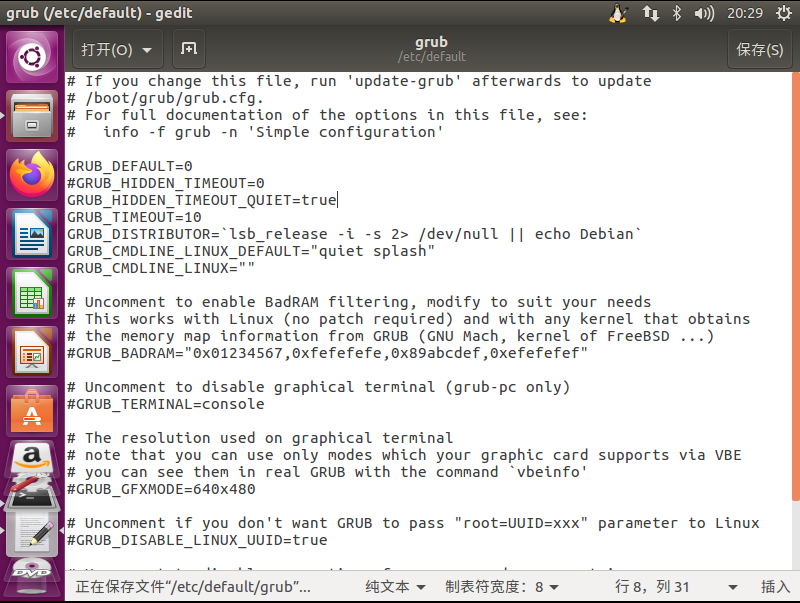 grub (/etc/default) - gedit
20:29
打开(O)
grub
/etc/default
保存(S)
# If you change this file, run 'update-grub' afterwards to update
# /boot/grub/grub.cfg.
# For full documentation of the options in this file, see:
#   info -f grub -n 'Simple configuration'
GRUB_DEFAULT=0
#GRUB_HIDDEN_TIMEOUT=0
GRUB_HIDDEN_TIMEOUT_QUIET=true
GRUB_TIMEOUT=10
GRUB_DISTRIBUTOR=`lsb_release -i -s 2> /dev/null || echo Debian`
GRUB_CMDLINE_LINUX_DEFAULT="quiet splash"
GRUB_CMDLINE_LINUX=""
# Uncomment to enable BadRAM filtering, modify to suit your needs
# This works with Linux (no patch required) and with any kernel that obtains
# the memory map information from GRUB (GNU Mach, kernel of FreeBSD ...)
#GRUB_BADRAM="0x01234567,0xfefefefe,0x89abcdef,0xefefefef"
# Uncomment to disable graphical terminal (grub-pc only)
#GRUB_TERMINAL=console
# The resolution used on graphical terminal
# note that you can use only modes which your graphic card supports via VBE
# you can see them in real GRUB with the command `vbeinfo'
#GRUB_GFXMODE=640x480
# Uncomment if you don't want GRUB to pass "root=UUID=xxx" parameter to Linux
#GRUB_DISABLE_LINUX_UUID=true
正在保存文件“/etc/default/grub”...
纯文本
制表符宽度：8
行 8，列 31
插入